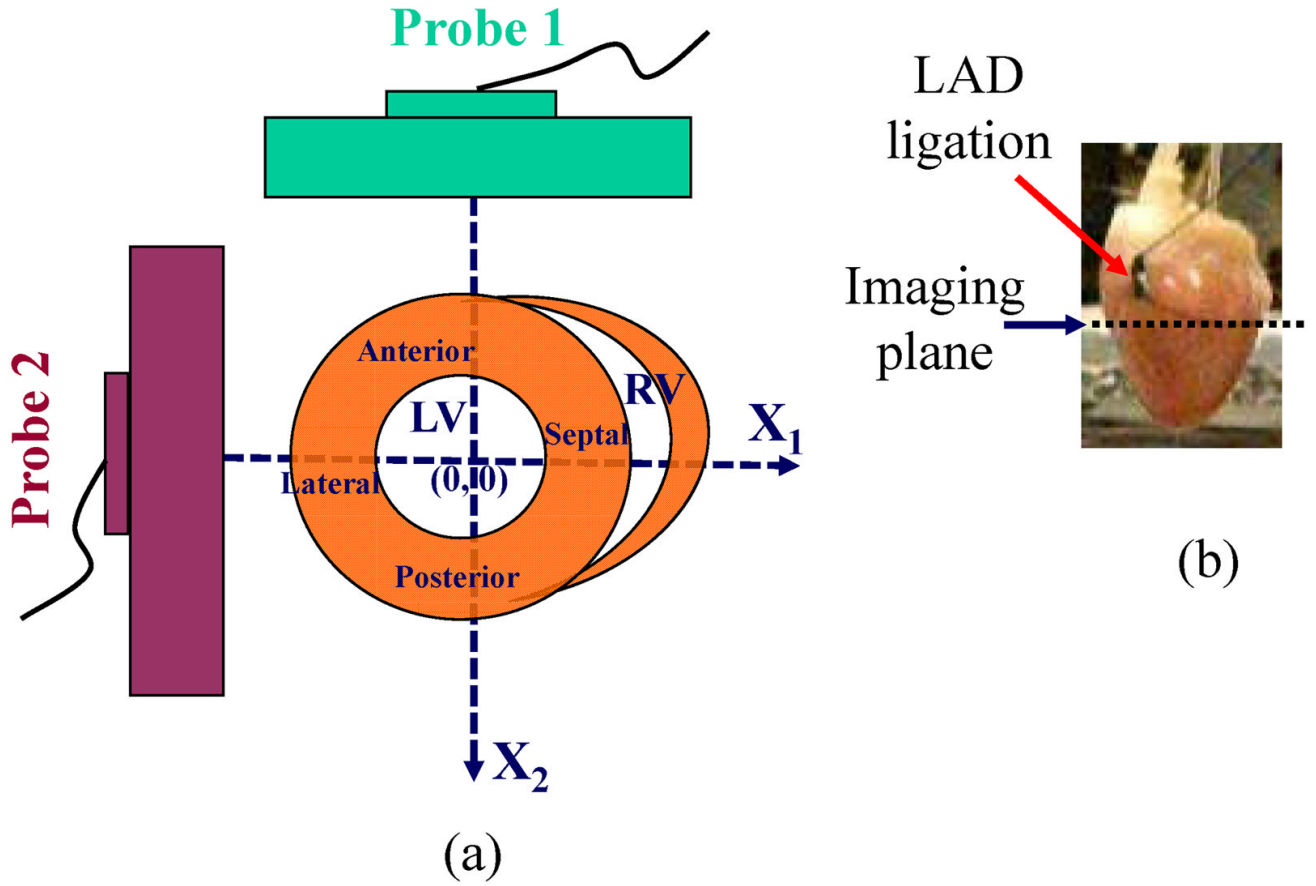 Probe 1
Probe 2
Anterior
LV
RV
Septal
X₁
Lateral
(0, 0)
Posterior
X₂
(a)
LAD
ligation
Imaging
plane
(b)